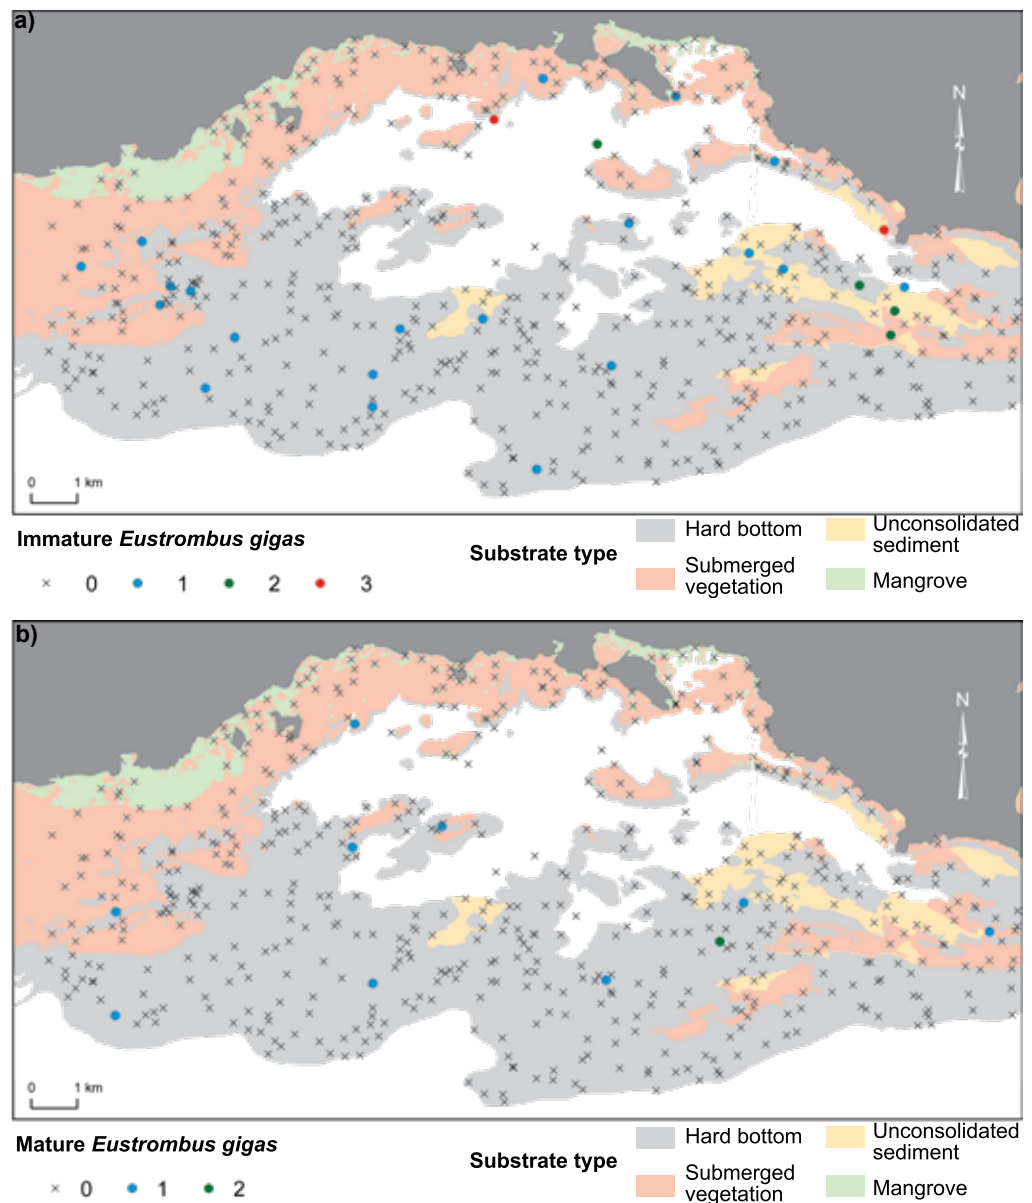 a)
N
0 1 km
Immature Eustrombus gigas
0 1 2 3
Substrate type
Hard bottom
Submerged
vegetation
Unconsolidated
sediment
Mangrove
b)
N
0 1 km
Mature Eustrombus gigas
0 1 2
Substrate type
Hard bottom
Submerged
vegetation
Unconsolidated
sediment
Mangrove